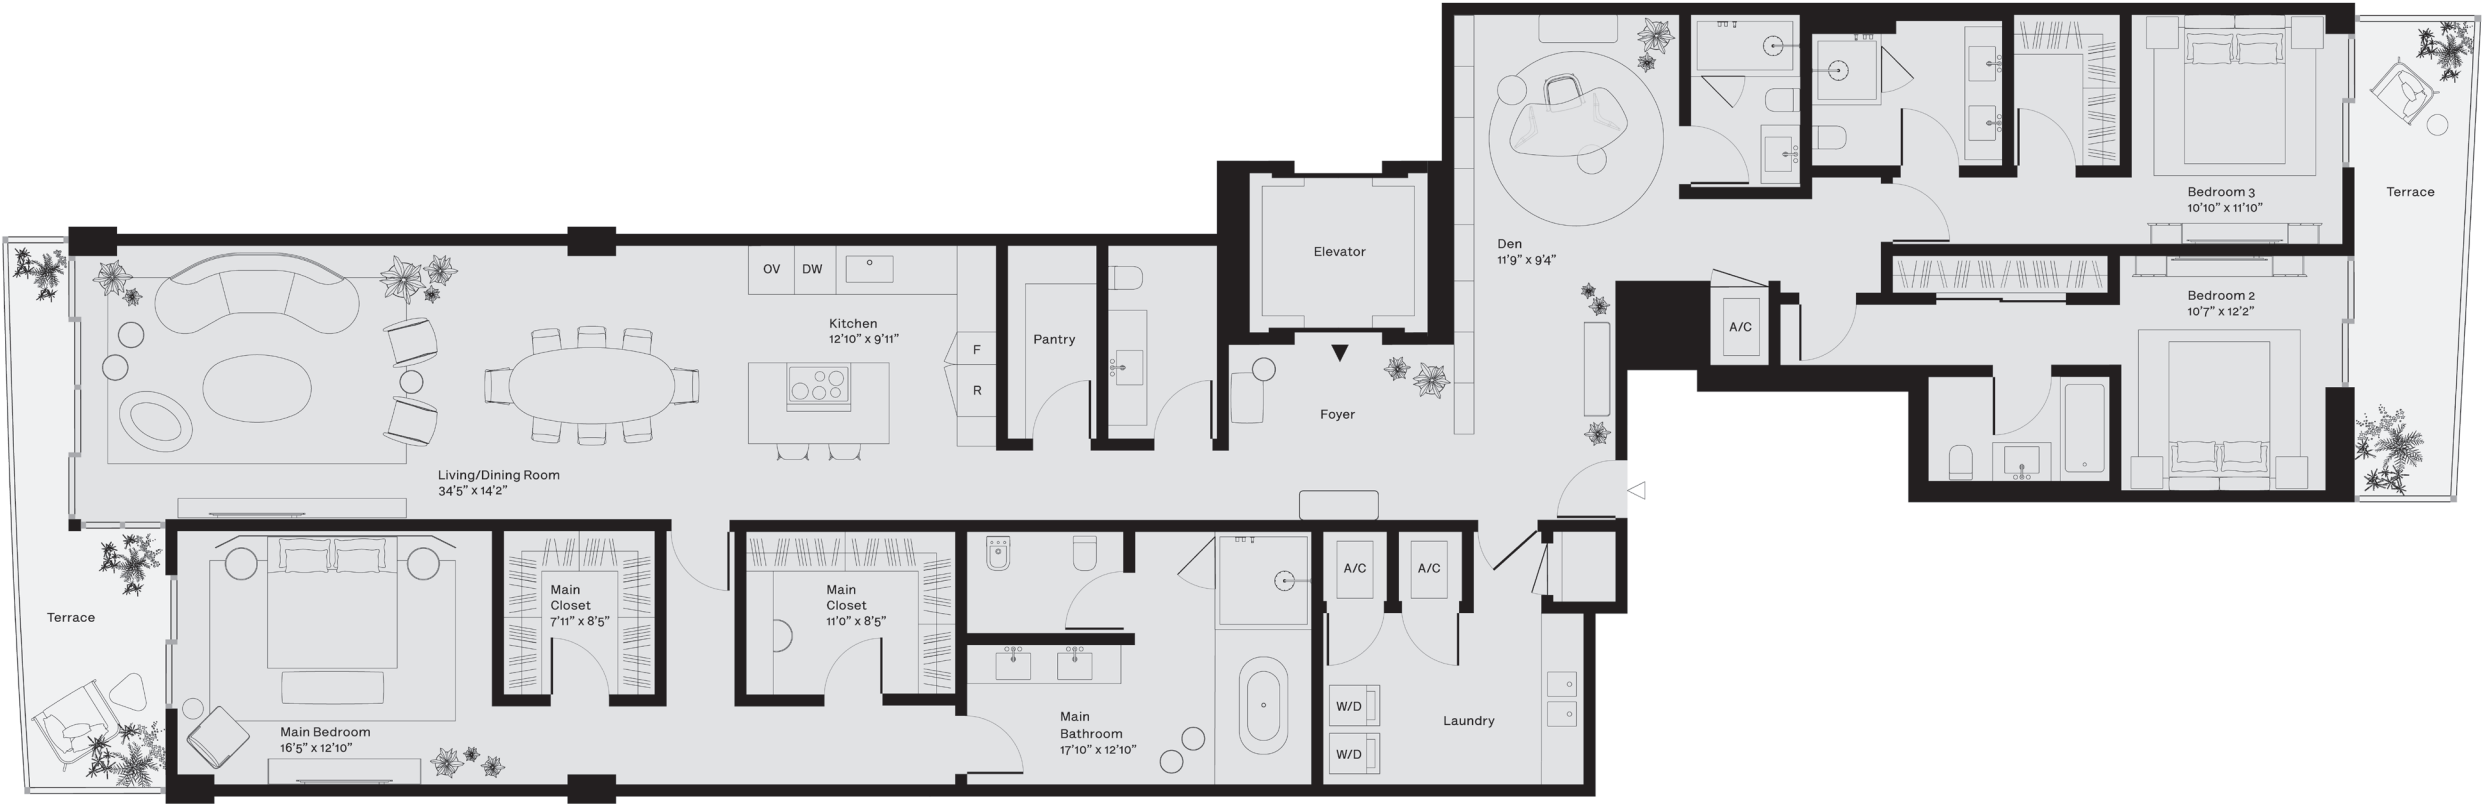 Bedroom 3
10'10" x 11'10"
Terrace
Elevator
Den
11'9" x 9'4"
OV
DW
Bedroom 2
10'7" x 12'2"
Kitchen
12'10" x 9'11"
Pantry
A/C
F
R
Foyer
Living/Dining Room
34'5" x 14'2"
A/C
A/C
Main
Closet
7'11" x 8'5"
Main
Closet
11'0" x 8'5"
Terrace
W/D
Main
Bathroom
17'10" x 12'10"
Laundry
Main Bedroom
16'5" x 12'10"
W/D